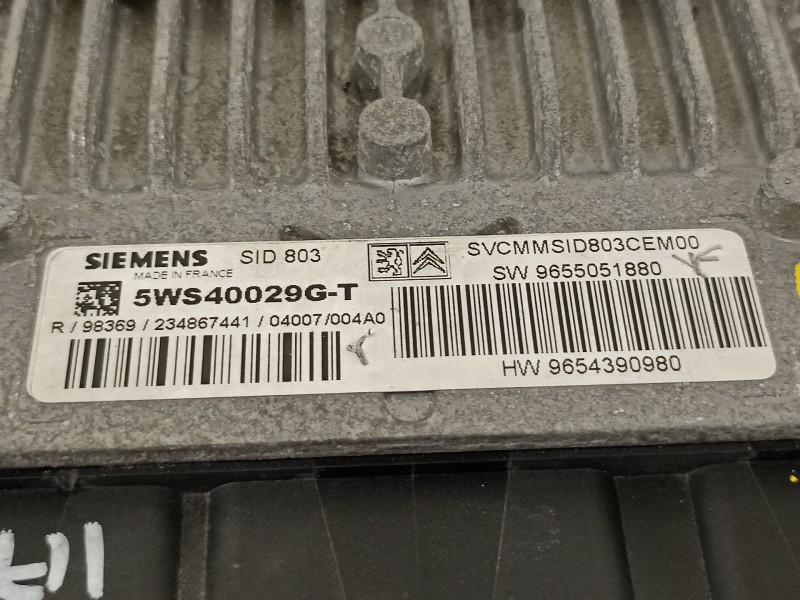 SIEMENS SID 803
MADE IN FRANCE
5WS40029G-T
R / 98369 / 234867441 / 04007 / 004A0
SVCMMSID803CEM00
SW 9655051880
HW 9654390980